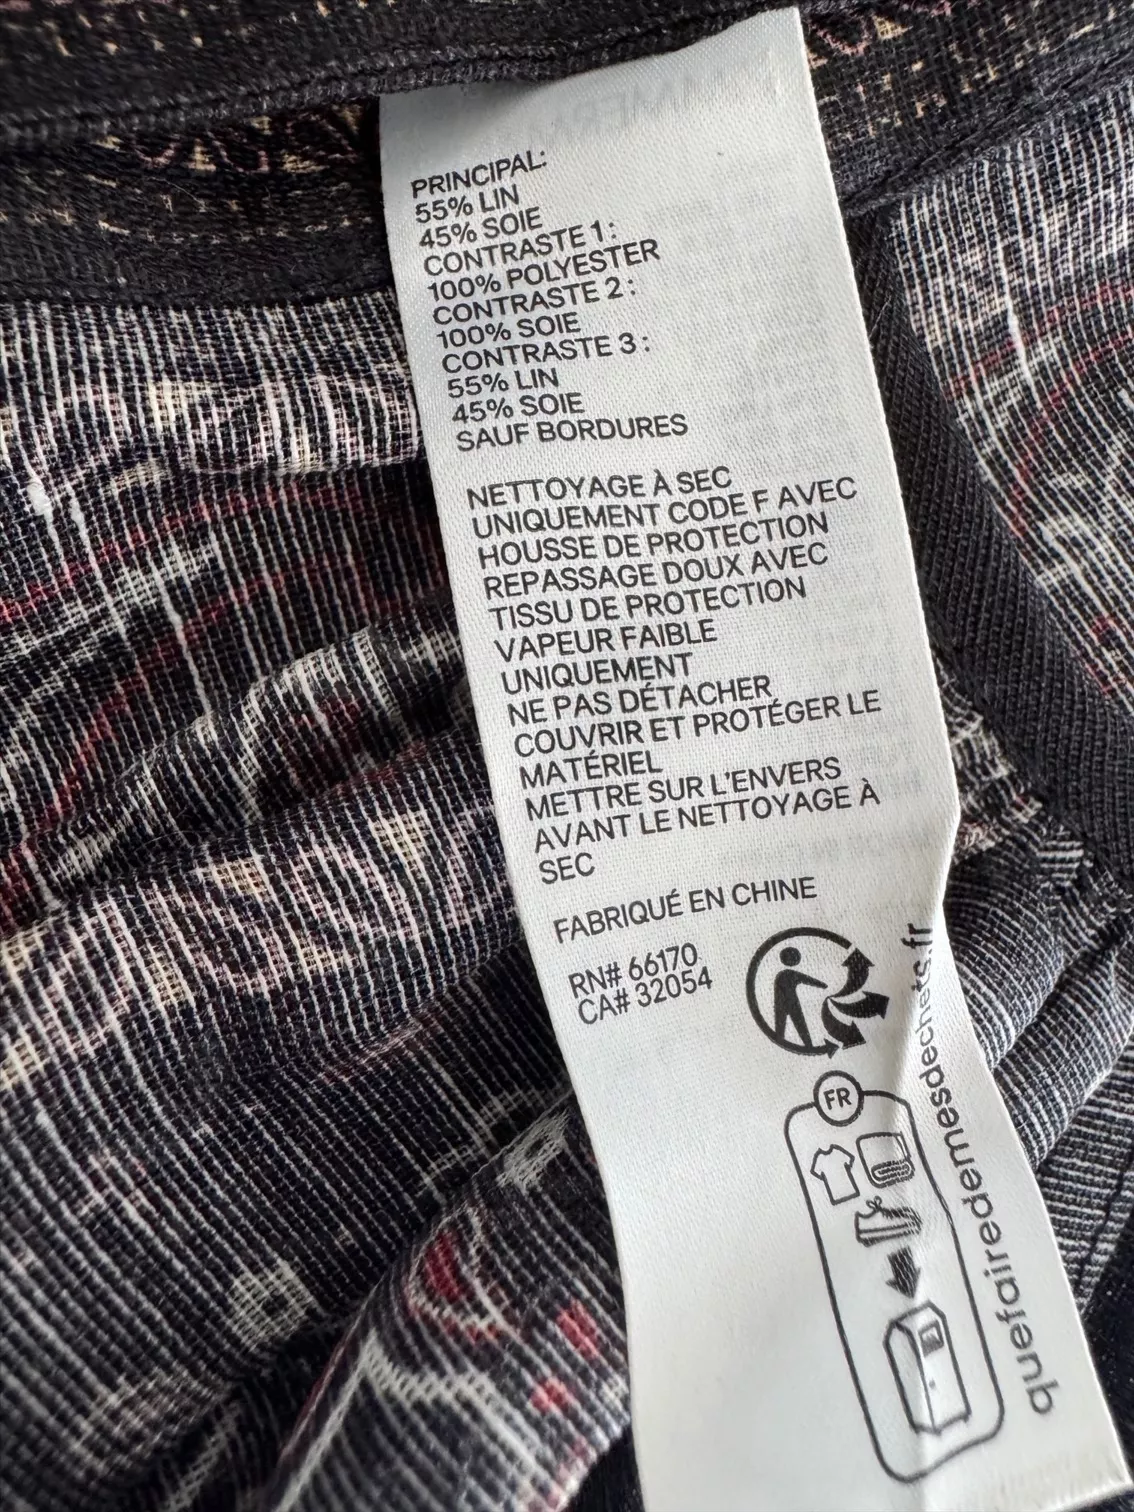 PRINCIPAL:
55% LIN
45% SOIE
CONTRASTE 1 :
100% POLYESTER
CONTRASTE 2 :
100% SOIE
CONTRASTE 3 :
55% LIN
45% SOIE
SAUF BORDURES
NETTOYAGE À SEC
UNIQUEMENT CODE F AVEC
HOUSSE DE PROTECTION
REPASSAGE DOUX AVEC
TISSU DE PROTECTION
VAPEUR FAIBLE
UNIQUEMENT
NE PAS DÉTACHER
COUVRIR ET PROTÉGER LE
MATÉRIEL
METTRE SUR L'ENVERS
AVANT LE NETTOYAGE À
SEC
FABRIQUÉ EN CHINE
RN# 66170
CA# 32054
FR
quefairedemesdechets.fr